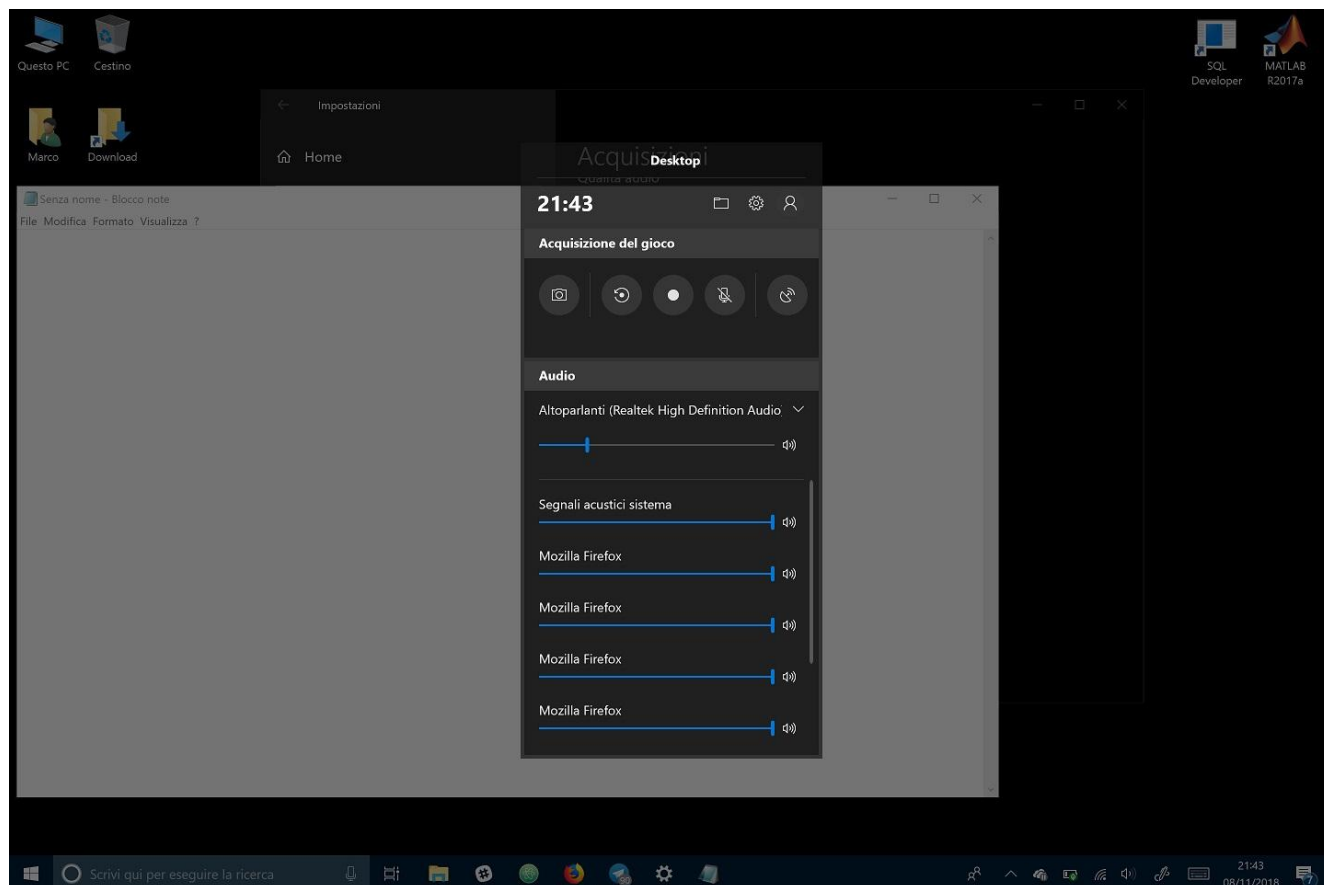 Questo PC
Cestino
SQL Developer
MATLAB R2017a
Marco
Download
Impostazioni
Home
Acquisizioni
Qualità audio
Senza nome - Blocco note
File Modifica Formato Visualizza ?
Desktop
21:43
Acquisizione del gioco
Audio
Altoparlanti (Realtek High Definition Audio)
Segnali acustici sistema
Mozilla Firefox
Mozilla Firefox
Mozilla Firefox
Mozilla Firefox
Scrivi qui per eseguire la ricerca
21:43
08/11/2018
7